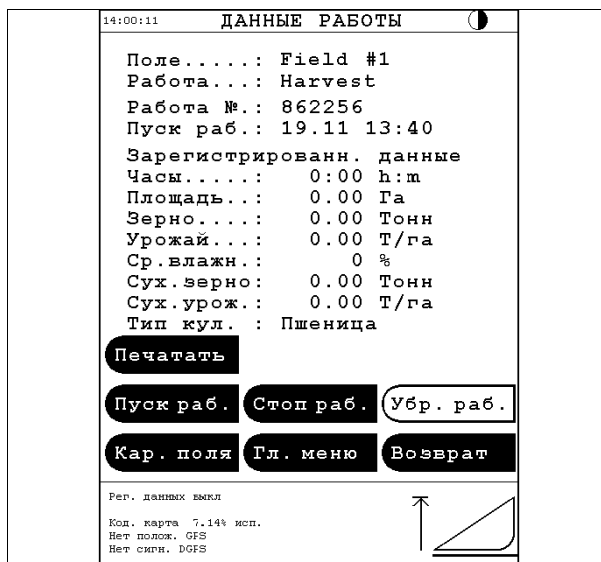 14:00:11 ДАННЫЕ РАБОТЫ
Поле.....: Field #1
Работа...: Harvest
Работа №.: 862256
Пуск раб.: 19.11 13:40
Зарегистрированн. данные
Часы.....: 0:00 h:m
Площадь..: 0.00 Га
Зерно....: 0.00 Тонн
Урожай...: 0.00 Т/га
Ср.влажн.: 0 %
Сух.зерно: 0.00 Тонн
Сух.урож.: 0.00 Т/га
Тип кул. : Пшеница
Печатать
Пуск раб. Стоп раб. Убр. раб.
Кар. поля Гл. меню Возврат
Рег. данных выкл
Код. карта 7.14% исп.
Нет полож. GPS
Нет сигн. DGPS